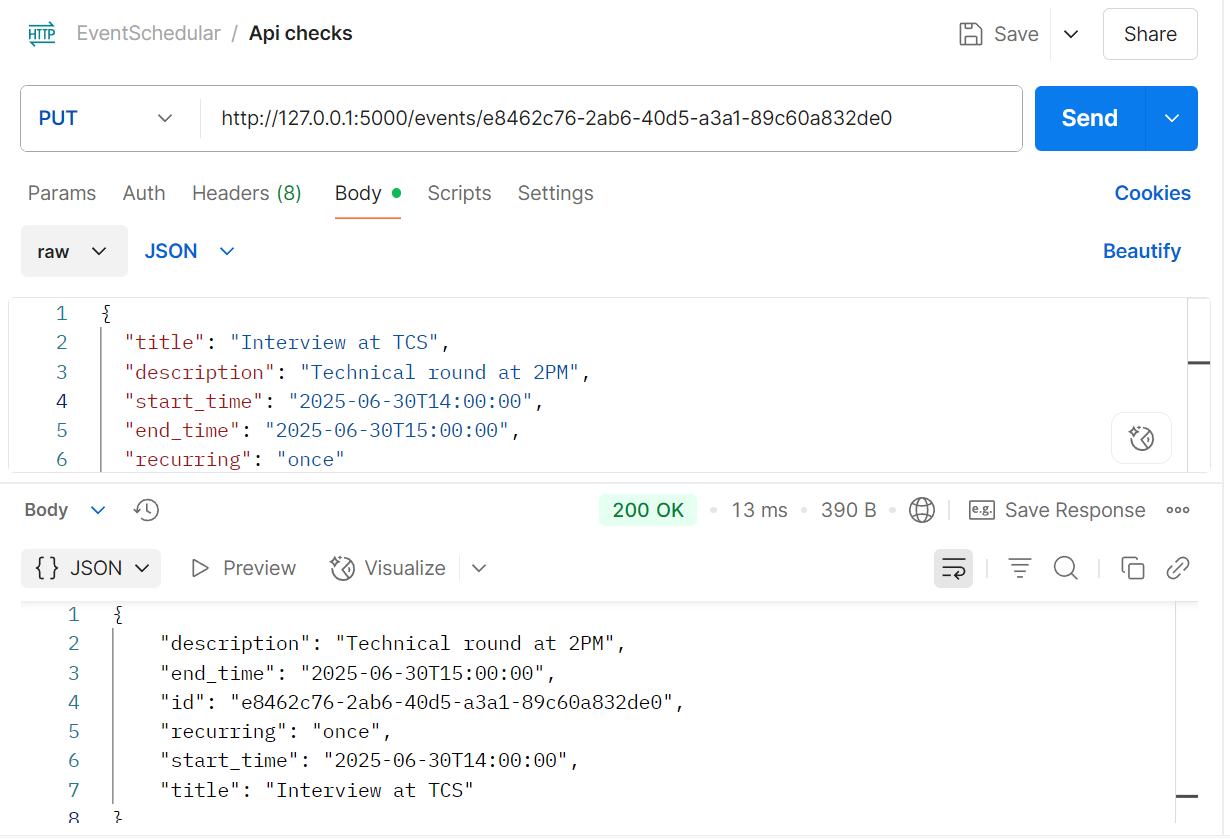 HTTP EventSchedular / Api checks Save Share
PUT http://127.0.0.1:5000/events/e8462c76-2ab6-40d5-a3a1-89c60a832de0 Send
Params Auth Headers (8) Body Scripts Settings Cookies
raw JSON Beautify
1 {
2 "title": "Interview at TCS",
3 "description": "Technical round at 2PM",
4 "start_time": "2025-06-30T14:00:00",
5 "end_time": "2025-06-30T15:00:00",
6 "recurring": "once"
Body 200 OK • 13 ms • 390 B • e.g. Save Response
{} JSON Preview Visualize
1 {
2 "description": "Technical round at 2PM",
3 "end_time": "2025-06-30T15:00:00",
4 "id": "e8462c76-2ab6-40d5-a3a1-89c60a832de0",
5 "recurring": "once",
6 "start_time": "2025-06-30T14:00:00",
7 "title": "Interview at TCS"
8 }